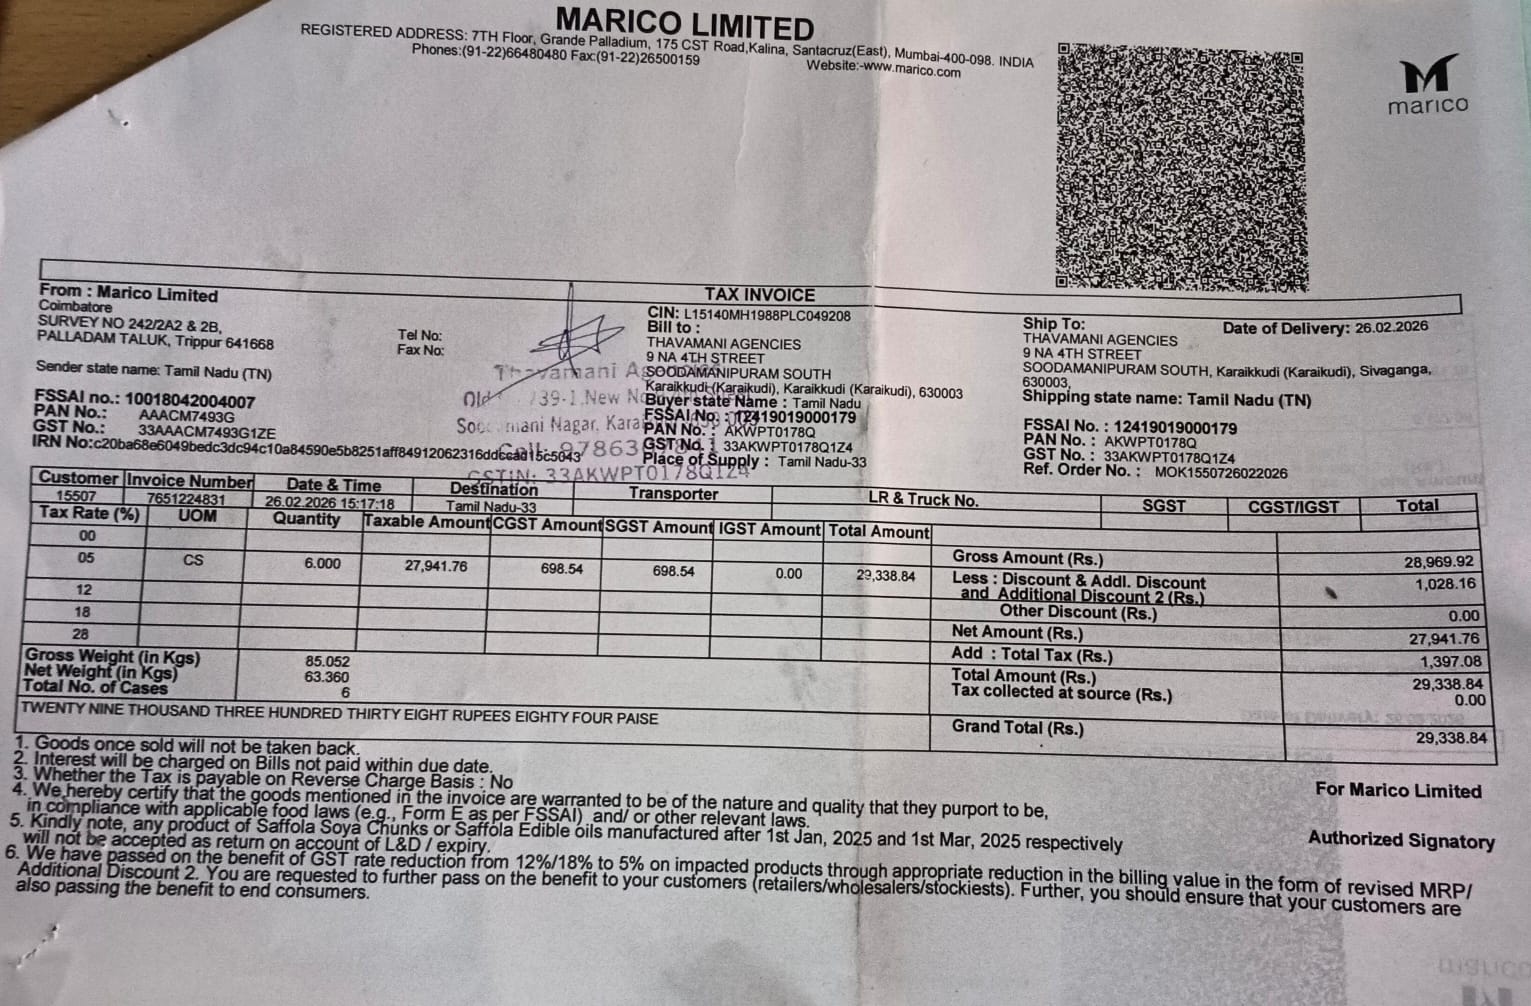 MARICO LIMITED
REGISTERED ADDRESS: 7TH Floor, Grande Palladium, 175 CST Road,Kalina, Santacruz(East), Mumbai-400-098. INDIA
Phones:(91-22)66480480 Fax:(91-22)26500159
Website:-www.marico.com
marico
TAX INVOICE
From : Marico Limited
Coimbatore
SURVEY NO 242/2A2 & 2B,
PALLADAM TALUK, Trippur 641668
Tel No:
Fax No:
Sender state name: Tamil Nadu (TN)
FSSAI no.: 10018042004007
PAN No.: AAACM7493G
GST No.: 33AAACM7493G1ZE
IRN No:c20ba68e6049bedc3dc94c10a84590e5b8251aff84912062316ddccad15c5043
Thavamani
Old 39-1 New No
mani Nagar, Karai
Cell: 97863
GSTIN: 33AKWPT0178Q1Z4
CIN: L15140MH1988PLC049208
Bill to :
THAVAMANI AGENCIES
9 NA 4TH STREET
SOODAMANIPURAM SOUTH
Karaikkudi (Karaikudi), Karaikkudi (Karaikudi), 630003
Buyer state Name : Tamil Nadu
FSSAI No. : 12419019000179
PAN No. : AKWPT0178Q
GST No. : 33AKWPT0178Q1Z4
Place of Supply : Tamil Nadu-33
Ship To:
Date of Delivery: 26.02.2026
THAVAMANI AGENCIES
9 NA 4TH STREET
SOODAMANIPURAM SOUTH, Karaikkudi (Karaikudi), Sivaganga,
630003,
Shipping state name: Tamil Nadu (TN)
FSSAI No. : 12419019000179
PAN No. : AKWPT0178Q
GST No. : 33AKWPT0178Q1Z4
Ref. Order No. : MOK1550726022026
Customer Invoice Number Date & Time Destination Transporter LR & Truck No. SGST CGST/IGST Total
15507 7651224831 26.02.2026 15:17:18 Tamil Nadu-33
Tax Rate (%) UOM Quantity Taxable Amount CGST Amount SGST Amount IGST Amount Total Amount
00
05 CS 6.000 27,941.76 698.54 698.54 0.00 29,338.84
12
18
28
Gross Amount (Rs.) 28,969.92
Less : Discount & Addl. Discount 1,028.16
and Additional Discount 2 (Rs.)
Other Discount (Rs.) 0.00
Net Amount (Rs.) 27,941.76
Add : Total Tax (Rs.) 1,397.08
Total Amount (Rs.) 29,338.84
Tax collected at source (Rs.) 0.00
Grand Total (Rs.) 29,338.84
Gross Weight (in Kgs) 85.052
Net Weight (in Kgs) 63.360
Total No. of Cases 6
TWENTY NINE THOUSAND THREE HUNDRED THIRTY EIGHT RUPEES EIGHTY FOUR PAISE
1. Goods once sold will not be taken back.
2. Interest will be charged on Bills not paid within due date.
3. Whether the Tax is payable on Reverse Charge Basis : No
4. We hereby certify that the goods mentioned in the invoice are warranted to be of the nature and quality that they purport to be,
in compliance with applicable food laws (e.g., Form E as per FSSAI) and/ or other relevant laws.
5. Kindly note, any product of Saffola Soya Chunks or Saffola Edible oils manufactured after 1st Jan, 2025 and 1st Mar, 2025 respectively
will not be accepted as return on account of L&D / expiry.
6. We have passed on the benefit of GST rate reduction from 12%/18% to 5% on impacted products through appropriate reduction in the billing value in the form of revised MRP/
Additional Discount 2. You are requested to further pass on the benefit to your customers (retailers/wholesalers/stockiests). Further, you should ensure that your customers are
also passing the benefit to end consumers.
For Marico Limited
Authorized Signatory